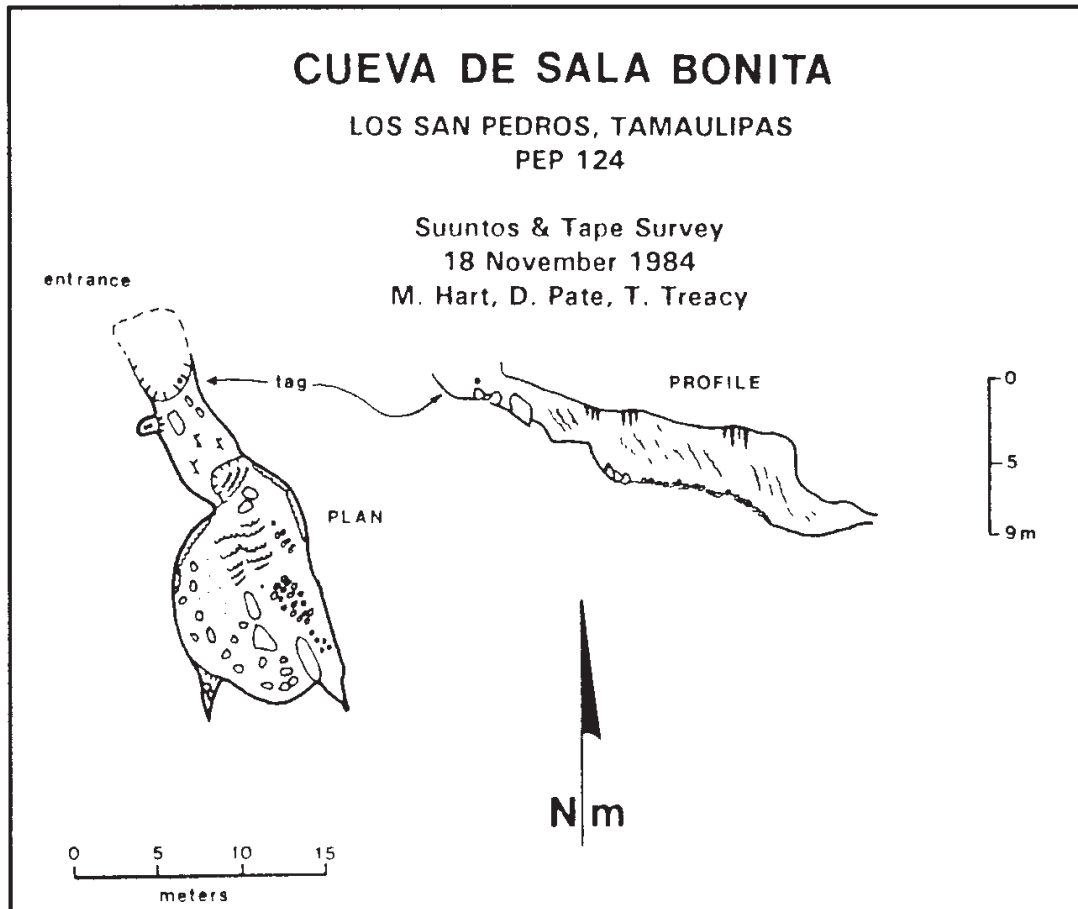 CUEVA DE SALA BONITA
LOS SAN PEDROS, TAMAULIPAS
PEP 124
Suuntos & Tape Survey
18 November 1984
M. Hart, D. Pate, T. Treacy
entrance
tag
PROFILE
0
5
9m
PLAN
N m
0 5 10 15
meters